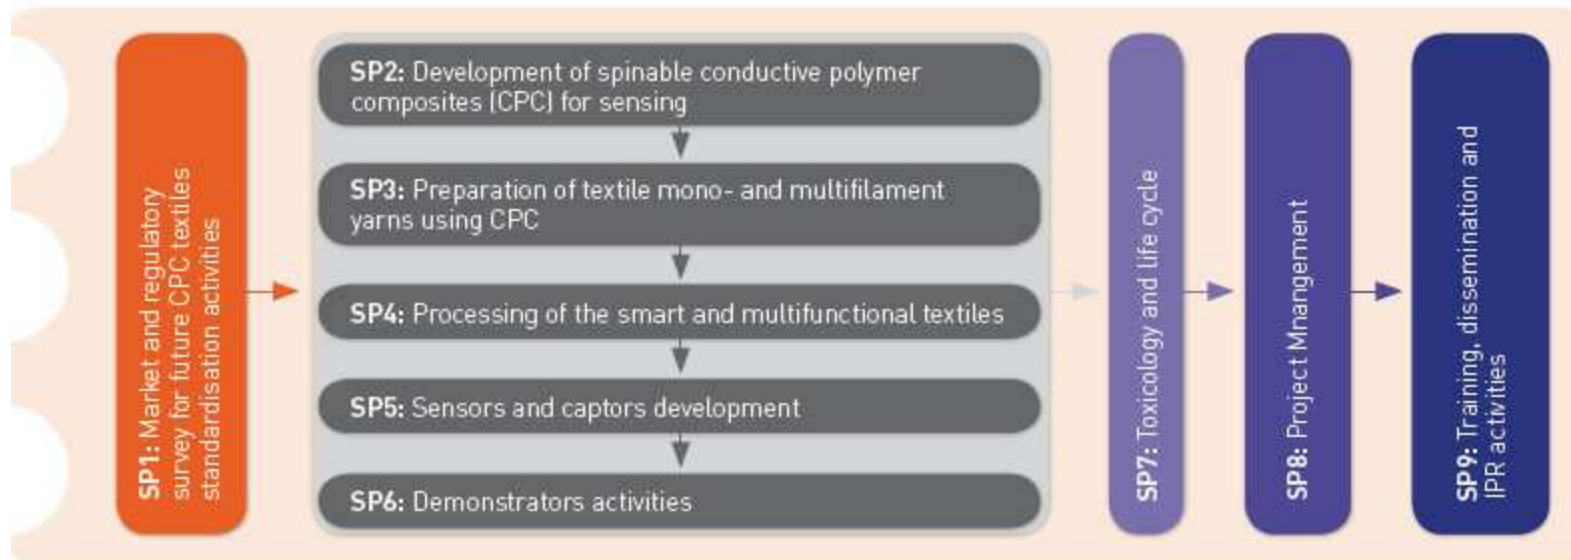 SP1: Market and regulatory
survey for future CPC textiles
standardisation activities
SP2: Development of spinable conductive polymer
composites (CPC) for sensing
SP3: Preparation of textile mono- and multifilament
yarns using CPC
SP4: Processing of the smart and multifunctional textiles
SP5: Sensors and captors development
SP6: Demonstrators activities
SP7: Toxicology and life cycle
SP8: Project Mnangement
SP9: Training, dissemination and
IPR activities